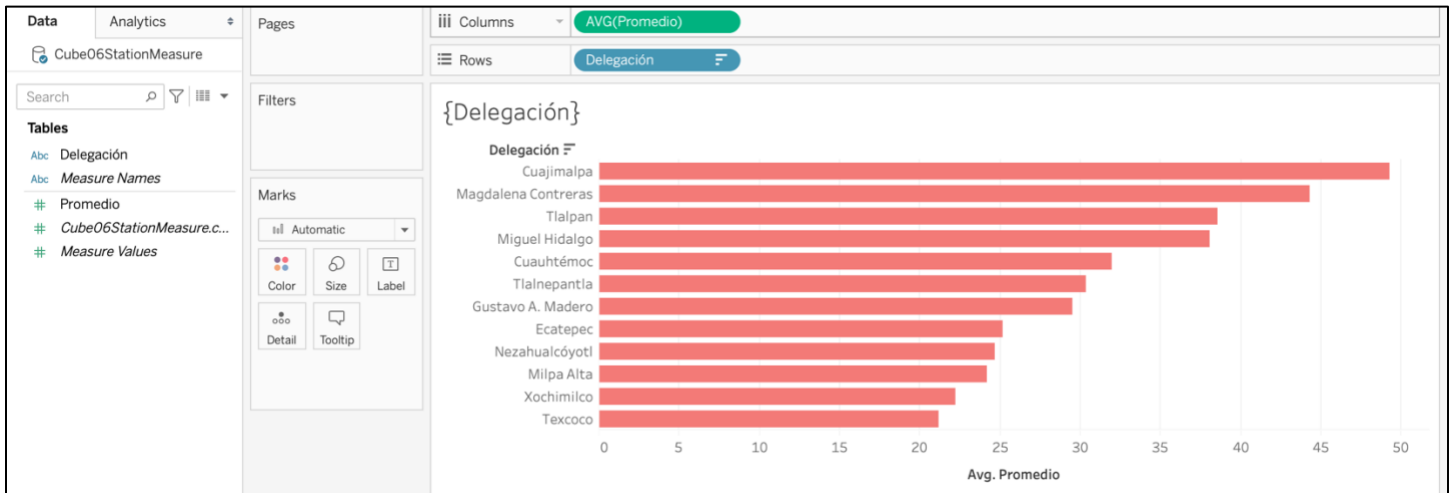 Data
Analytics
Cube06StationMeasure
Search
Tables
Abc Delegación
Abc Measure Names
# Promedio
# Cube06StationMeasure.c...
# Measure Values
Pages
Filters
Marks
Automatic
Color
Size
T
Label
Detail
Tooltip
iii Columns
AVG(Promedio)
Rows
Delegación
{Delegación}
Delegación
Cuajimalpa
Magdalena Contreras
Tlalpan
Miguel Hidalgo
Cuauhtémoc
Tlalnepantla
Gustavo A. Madero
Ecatepec
Nezahualcóyotl
Milpa Alta
Xochimilco
Texcoco
0 5 10 15 20 25 30 35 40 45 50
Avg. Promedio